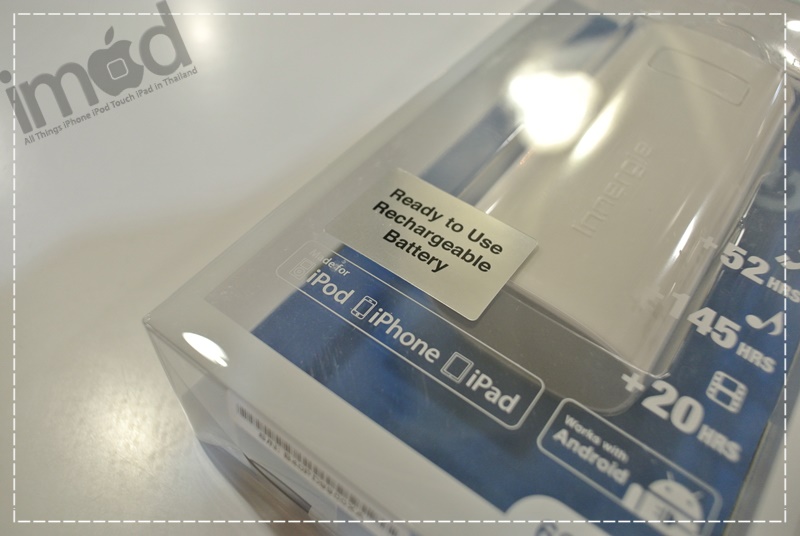 imod
All Things iPhone iPod Touch iPad in Thailand
Innergie
Ready to Use
Rechargeable
Battery
iPod iPhone iPad
+52 HRS
+145 HRS
+20 HRS
Works with
Android